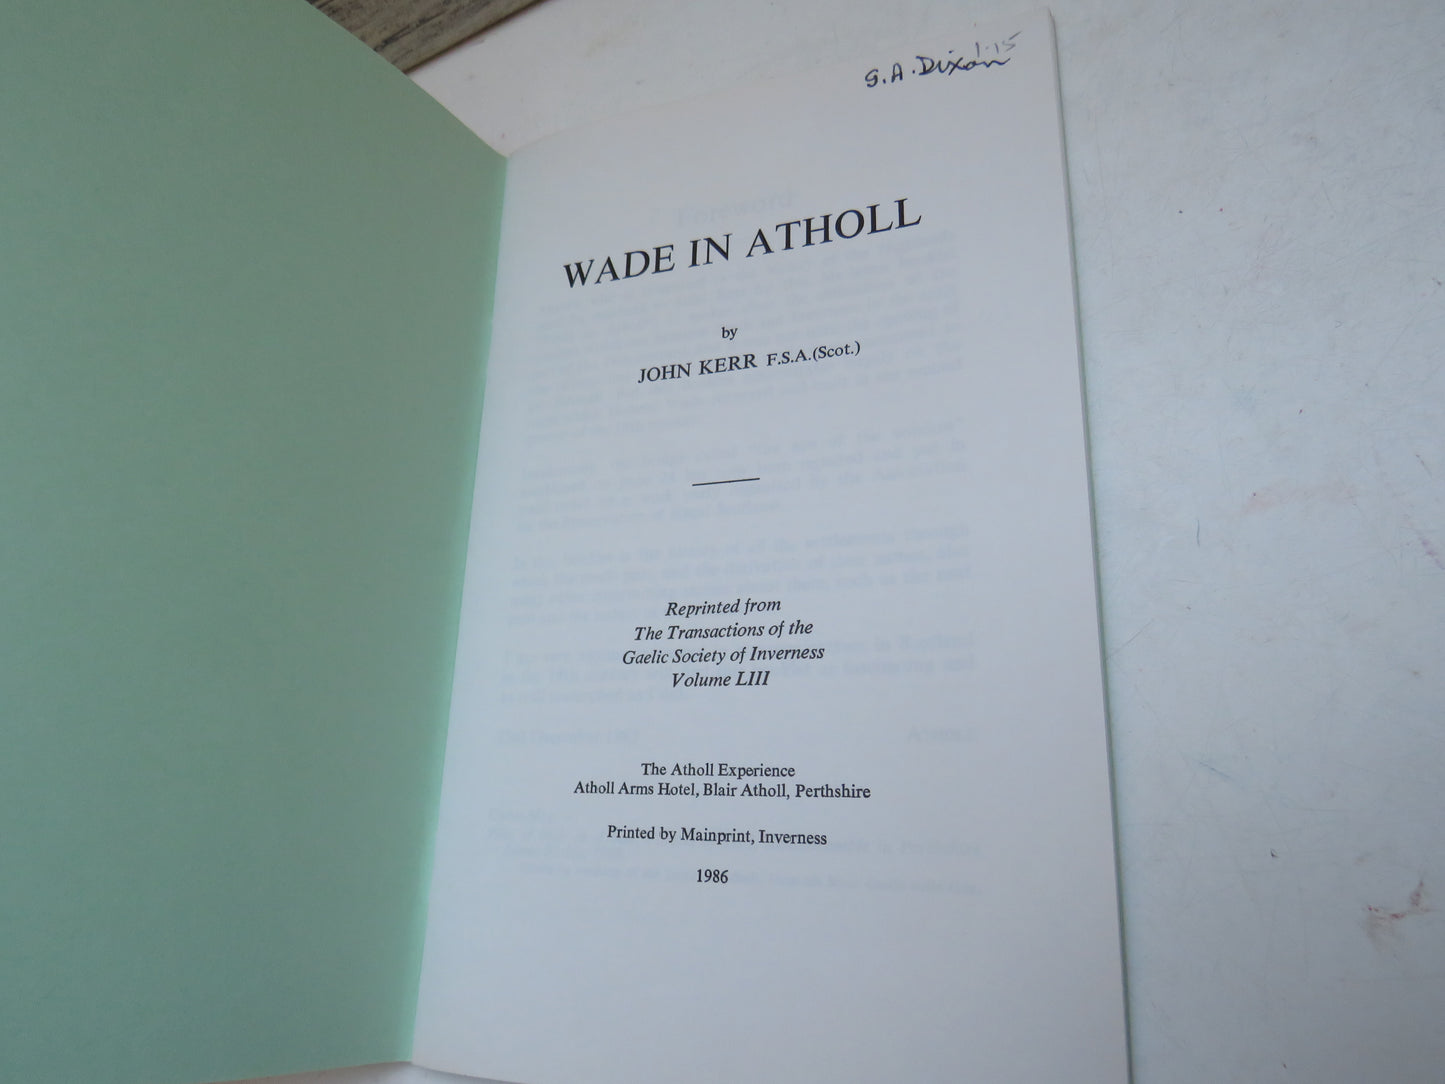 1.15
G.A. Dixon
WADE IN ATHOLL
by
JOHN KERR F.S.A.(Scot.)
Reprinted from
The Transactions of the
Gaelic Society of Inverness
Volume LIII
The Atholl Experience
Atholl Arms Hotel, Blair Atholl, Perthshire
Printed by Mainprint, Inverness
1986